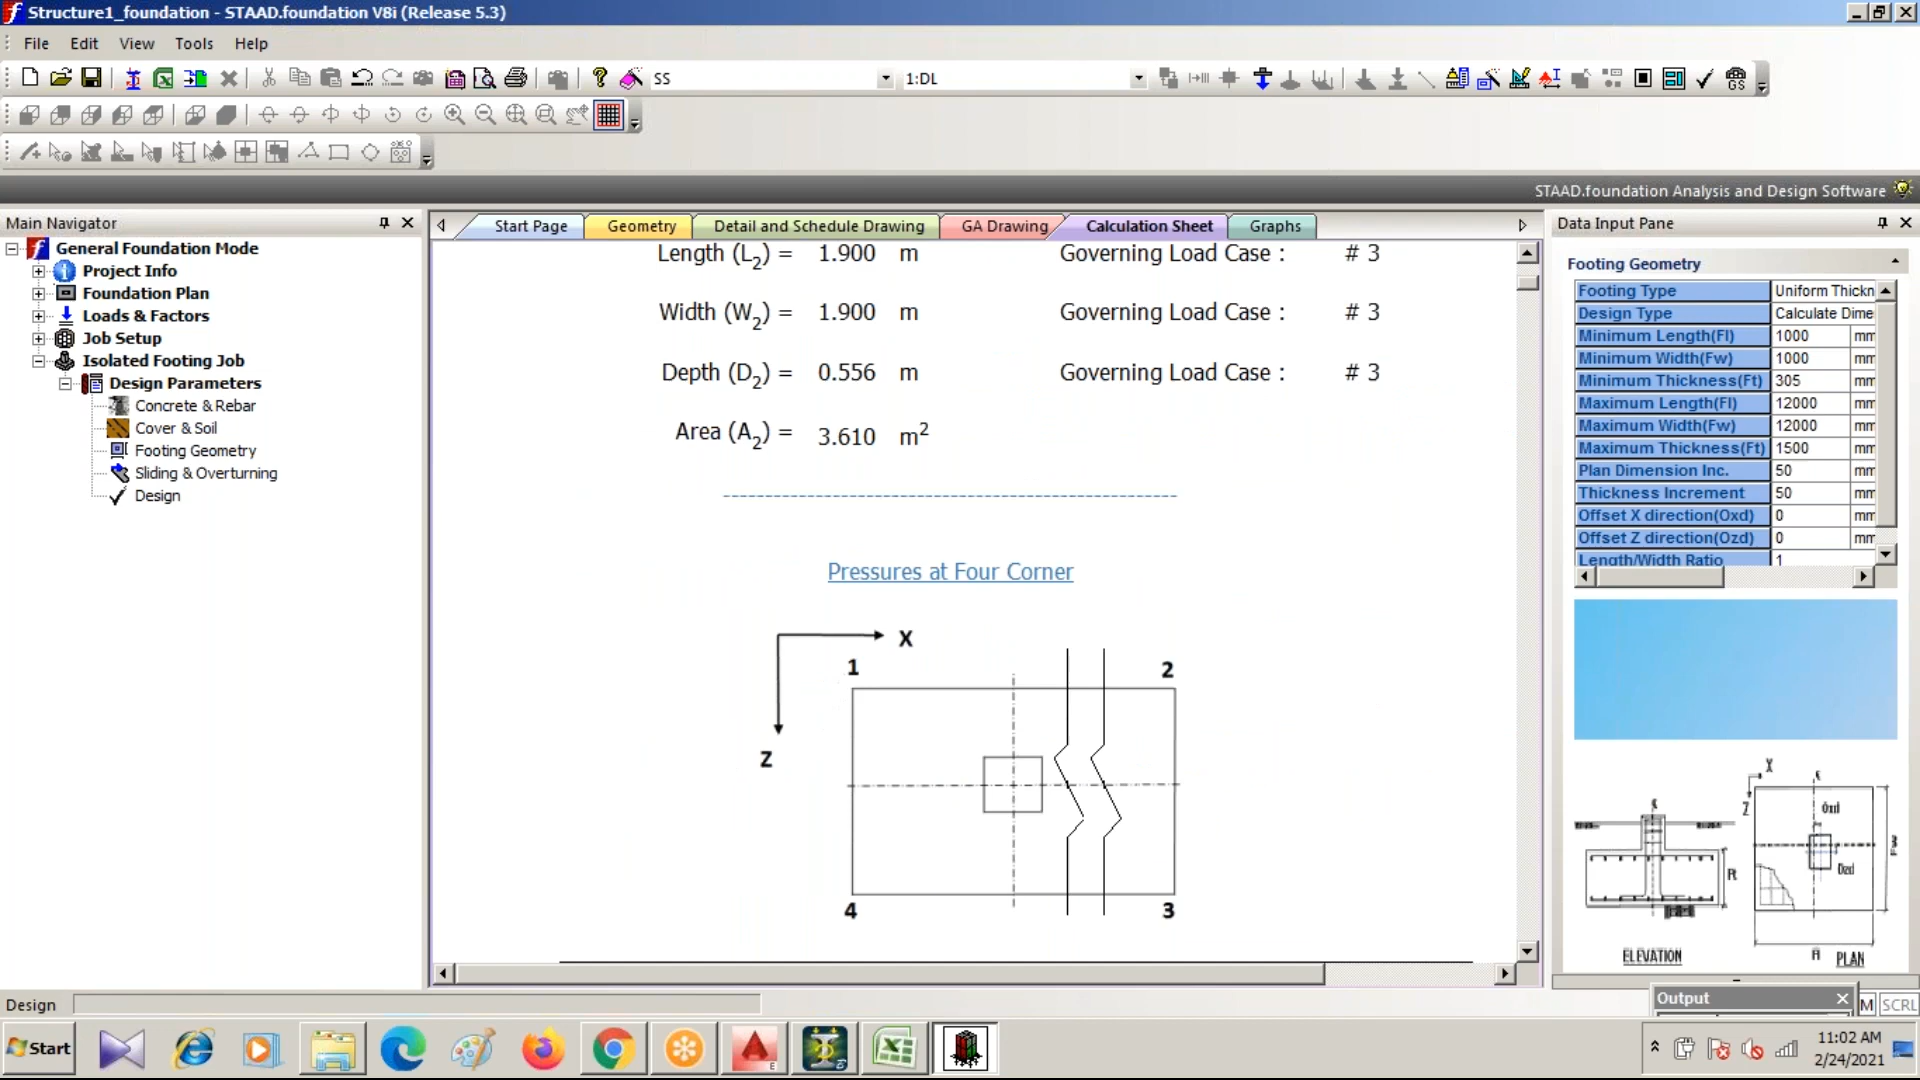 Structure1_foundation - STAAD.foundation V8i (Release 5.3)
File Edit View Tools Help
SS 1:DL
GS
STAAD.foundation Analysis and Design Software
Main Navigator
General Foundation Mode
Project Info
Foundation Plan
Loads & Factors
Job Setup
Isolated Footing Job
Design Parameters
Concrete & Rebar
Cover & Soil
Footing Geometry
Sliding & Overturning
Design
Start Page Geometry Detail and Schedule Drawing GA Drawing Calculation Sheet Graphs
Length (L2) = 1.900 m Governing Load Case : # 3
Width (W2) = 1.900 m Governing Load Case : # 3
Depth (D2) = 0.556 m Governing Load Case : # 3
Area (A2) = 3.610 m2
Pressures at Four Corner
X
1 2
Z
4 3
Data Input Pane
Footing Geometry
Footing Type Uniform Thickn
Design Type Calculate Dime
Minimum Length(Fl) 1000 mm
Minimum Width(Fw) 1000 mm
Minimum Thickness(Ft) 305 mm
Maximum Length(Fl) 12000 mm
Maximum Width(Fw) 12000 mm
Maximum Thickness(Ft) 1500 mm
Plan Dimension Inc. 50 mm
Thickness Increment 50 mm
Offset X direction(Oxd) 0 mm
Offset Z direction(Ozd) 0 mm
Length/Width Ratio 1
X
Z Oxd
Ozd
Ft
ELEVATION PLAN
Design
Output
M SCRL
Start
11:02 AM
2/24/2021